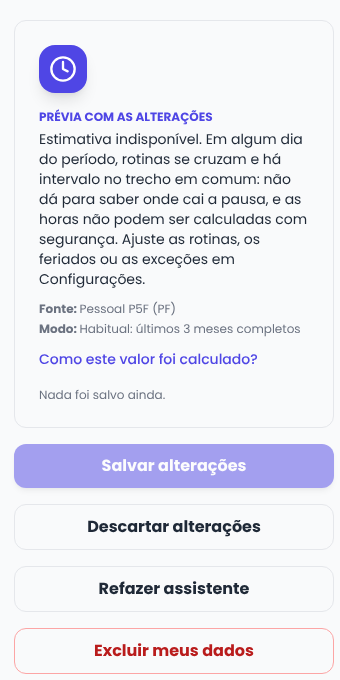 PRÉVIA COM AS ALTERAÇÕES
Estimativa indisponível. Em algum dia
do período, rotinas se cruzam e há
intervalo no trecho em comum: não
dá para saber onde cai a pausa, e as
horas não podem ser calculadas com
segurança. Ajuste as rotinas, os
feriados ou as exceções em
Configurações.
Fonte: Pessoal P5F (PF)
Modo: Habitual: últimos 3 meses completos
Como este valor foi calculado?
Nada foi salvo ainda.
Salvar alterações
Descartar alterações
Refazer assistente
Excluir meus dados